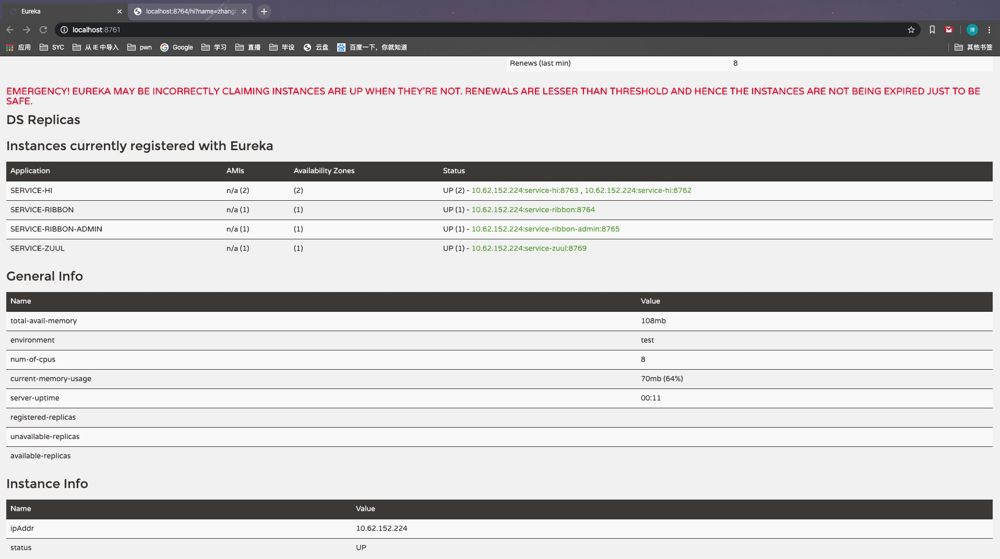 Eureka
localhost:8764/hi?name=zhangb
localhost:8761
博
应用 SYC 从 IE 中导入 pwn Google 学习 直播 毕设 云盘 百度一下，你就知道 其他书签
Renews (last min) 8
EMERGENCY! EUREKA MAY BE INCORRECTLY CLAIMING INSTANCES ARE UP WHEN THEY'RE NOT. RENEWALS ARE LESSER THAN THRESHOLD AND HENCE THE INSTANCES ARE NOT BEING EXPIRED JUST TO BE
SAFE.
DS Replicas
Instances currently registered with Eureka
Application AMIs Availability Zones Status
SERVICE-HI n/a (2) (2) UP (2) - 10.62.152.224:service-hi:8763 , 10.62.152.224:service-hi:8762
SERVICE-RIBBON n/a (1) (1) UP (1) - 10.62.152.224:service-ribbon:8764
SERVICE-RIBBON-ADMIN n/a (1) (1) UP (1) - 10.62.152.224:service-ribbon-admin:8765
SERVICE-ZUUL n/a (1) (1) UP (1) - 10.62.152.224:service-zuul:8769
General Info
Name Value
total-avail-memory 108mb
environment test
num-of-cpus 8
current-memory-usage 70mb (64%)
server-uptime 00:11
registered-replicas
unavailable-replicas
available-replicas
Instance Info
Name Value
ipAddr 10.62.152.224
status UP